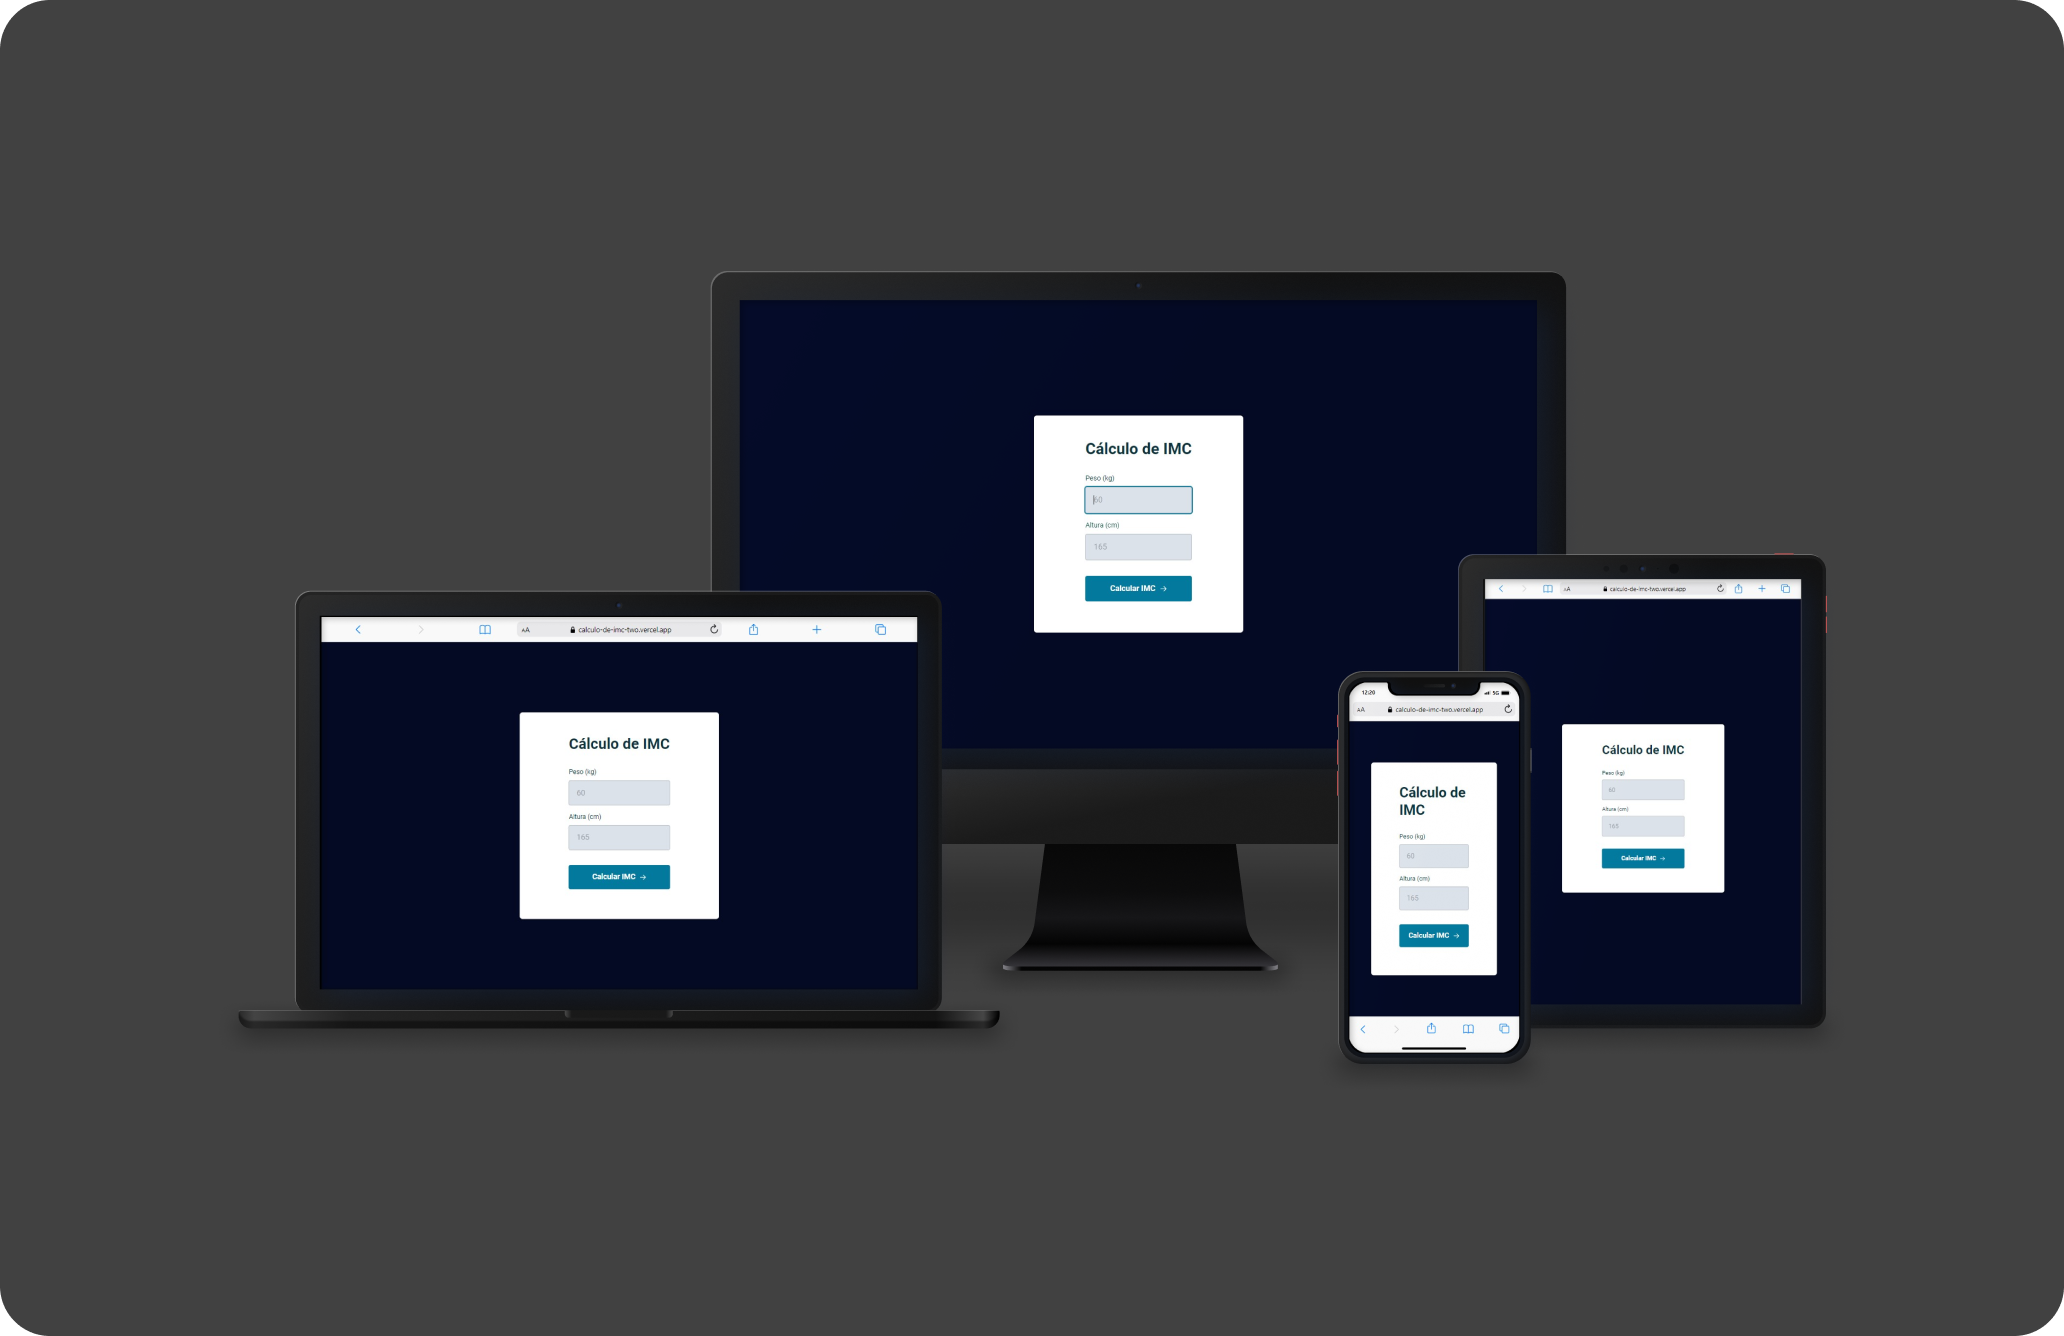 Cálculo de IMC
Peso (kg)
60
Altura (cm)
165
Calcular IMC →
AA calculo-de-imc-two.vercel.app
Cálculo de IMC
Peso (kg)
60
Altura (cm)
165
Calcular IMC →
12:20 5G
AA calculo-de-imc-two.vercel.app
Cálculo de
IMC
Peso (kg)
60
Altura (cm)
165
Calcular IMC →
AA calculo-de-imc-two.vercel.app
Cálculo de IMC
Peso (kg)
60
Altura (cm)
165
Calcular IMC →